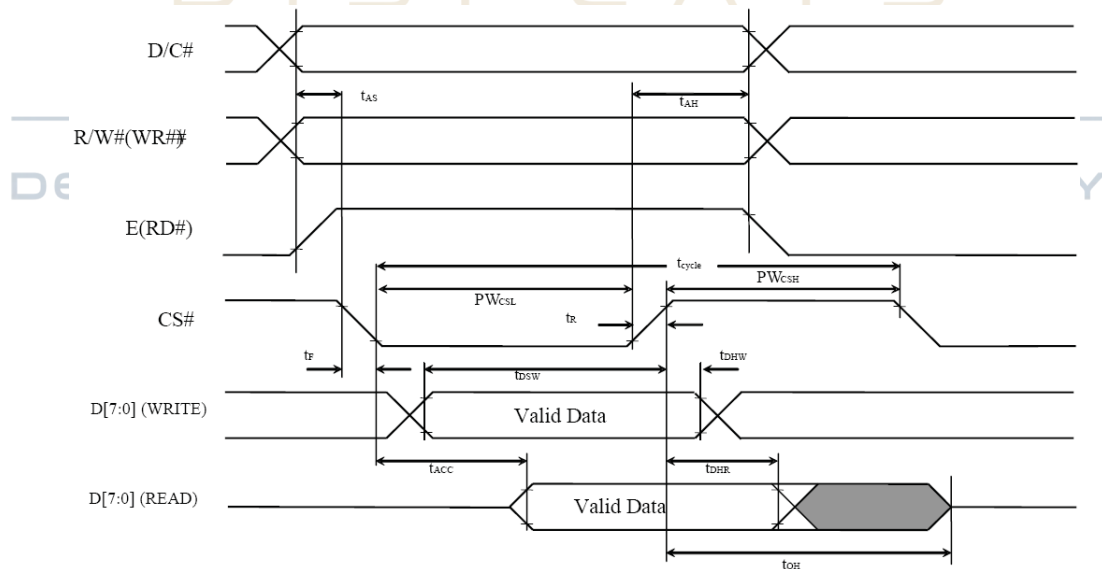 D/C#
tAS
tAH
R/W#(WR##
E(RD#)
tcycle
PWCSL
PWCSH
CS#
tR
tF
tDSW
tDHW
D[7:0] (WRITE)
Valid Data
tACC
tDHR
D[7:0] (READ)
Valid Data
tOH